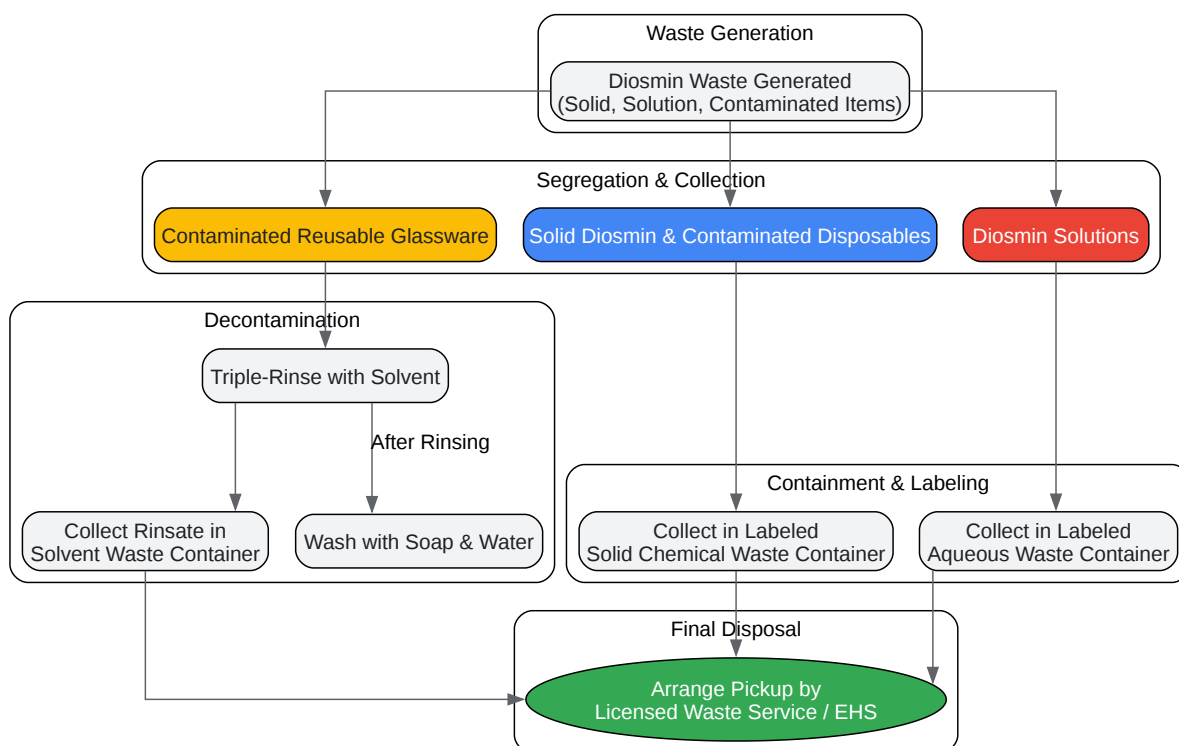 Waste Generation
Diosmin Waste Generated
(Solid, Solution, Contaminated Items)
Segregation & Collection
Contaminated Reusable Glassware
Solid Diosmin & Contaminated Disposables
Diosmin Solutions
Decontamination
Triple-Rinse with Solvent
After Rinsing
Collect Rinsate in
Solvent Waste Container
Wash with Soap & Water
Containment & Labeling
Collect in Labeled
Solid Chemical Waste Container
Collect in Labeled
Aqueous Waste Container
Final Disposal
Arrange Pickup by
Licensed Waste Service / EHS